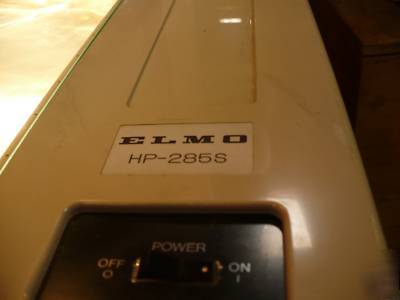 ELMO
HP-285S
POWER
OFF ON
O I